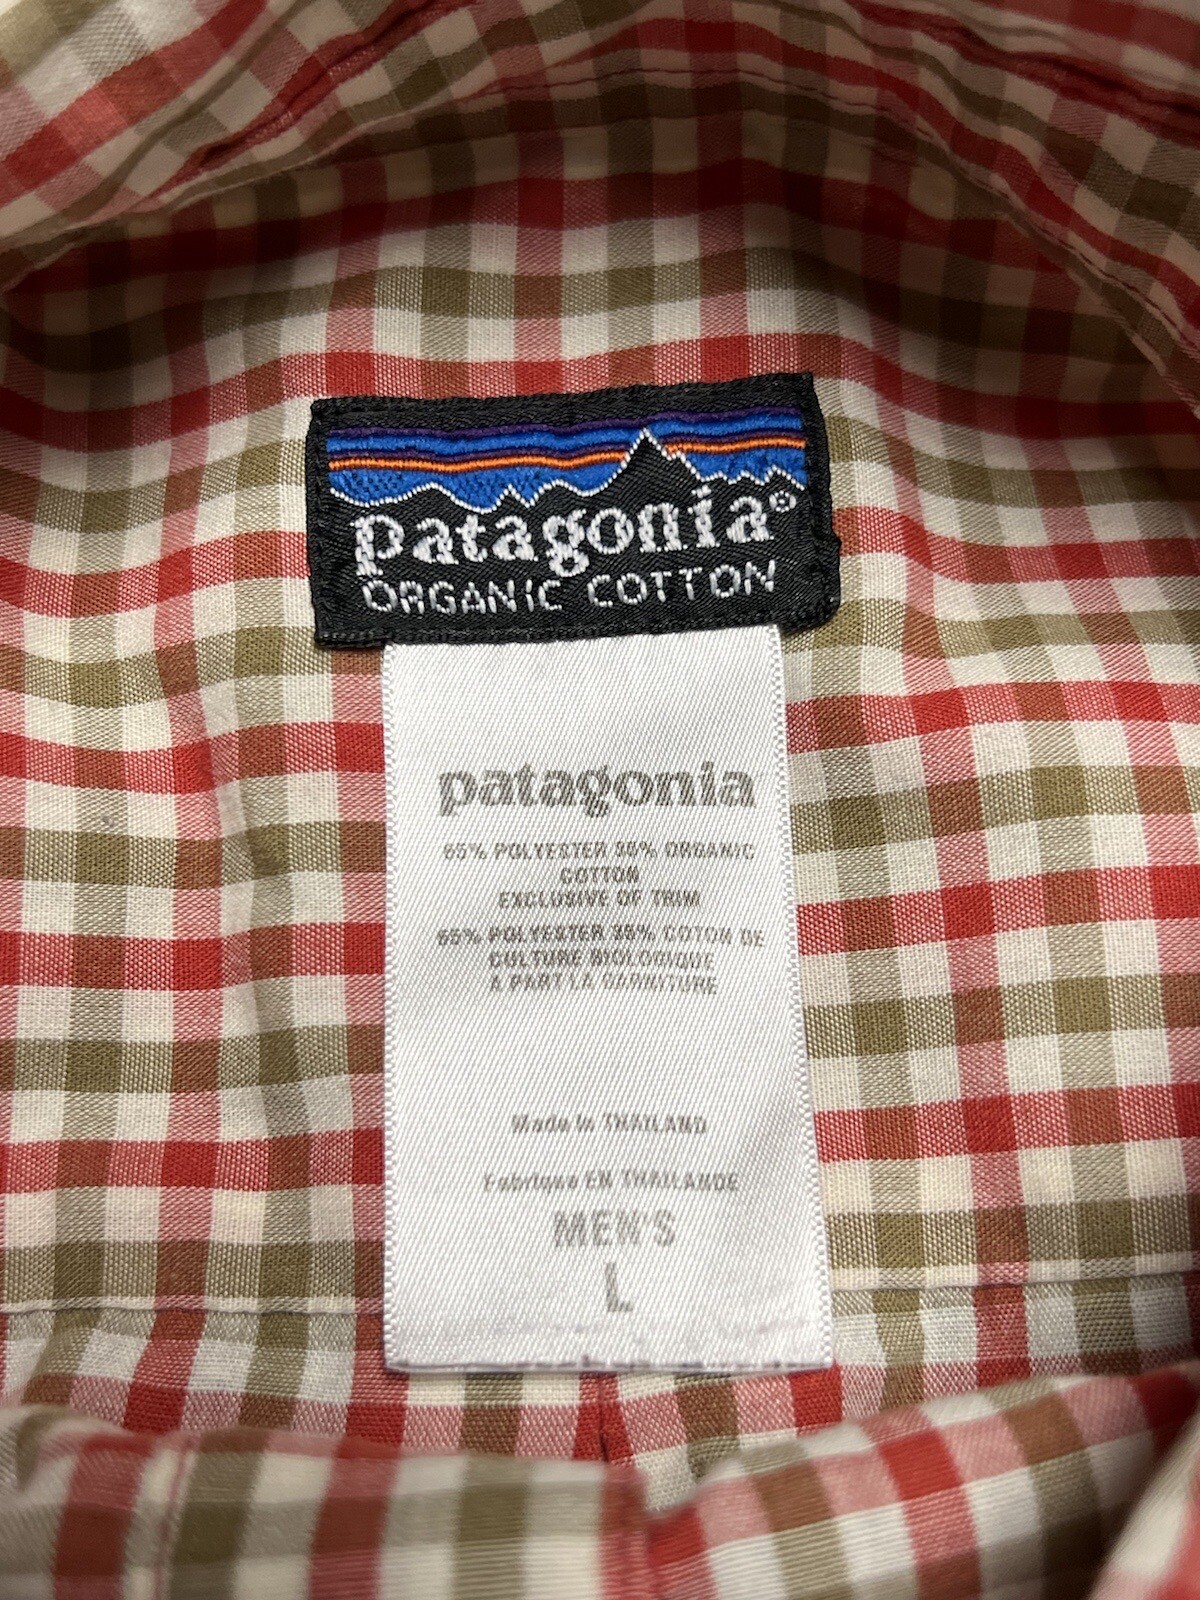 patagonia®
ORGANIC COTTON
patagonia
65% POLYESTER 35% ORGANIC
COTTON
EXCLUSIVE OF TRIM
65% POLYESTER 35% COTON DE
CULTURE BIOLOGIQUE
A PART LA GARNITURE
Made in THAILAND
Fabrique EN THAILANDE
MEN'S
L